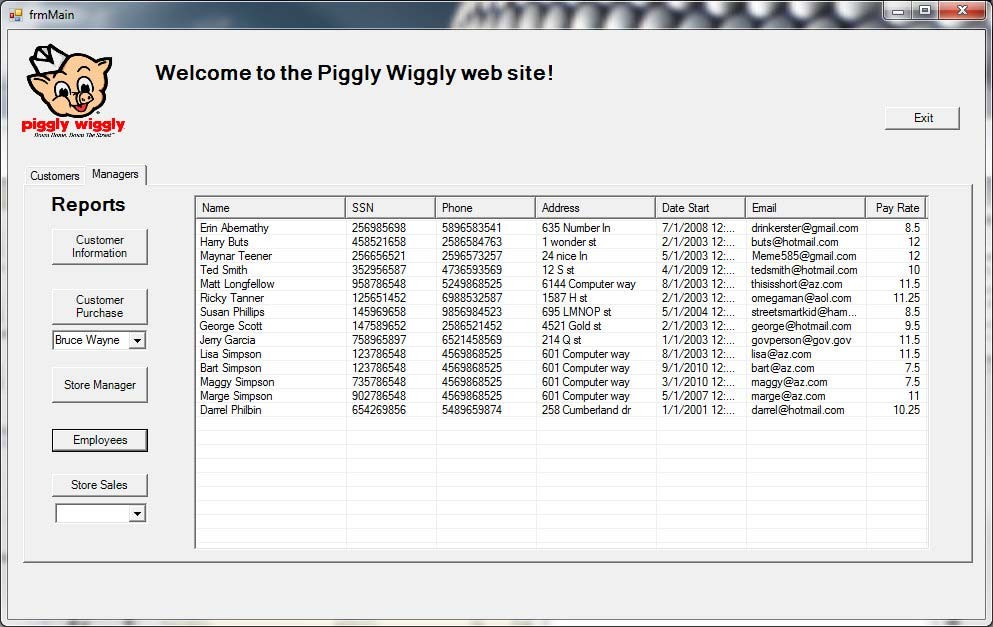 frmMain
Welcome to the Piggly Wiggly web site!
piggly wiggly
Down Home, Down The Street
Exit
Customers Managers
Reports
Customer Information
Customer Purchase
Bruce Wayne
Store Manager
Employees
Store Sales
Name SSN Phone Address Date Start Email Pay Rate
Erin Abernathy 256985698 5896583541 635 Number ln 7/1/2008 12:... drinkerster@gmail.com 8.5
Harry Buts 458521658 2586584763 1 wonder st 2/1/2003 12:... buts@hotmail.com 12
Maynar Teener 256656521 2596573257 24 nice ln 5/1/2003 12:... Meme585@gmail.com 12
Ted Smith 352956587 4736593569 12 S st 4/1/2009 12:... tedsmith@hotmail.com 10
Matt Longfellow 958786548 5249868525 6144 Computer way 8/1/2003 12:... thisisshort@az.com 11.5
Ricky Tanner 125651452 6988532587 1587 H st 2/1/2003 12:... omegaman@aol.com 11.25
Susan Phillips 145969658 9856984523 695 LMNOP st 5/1/2004 12:... streetsmartkid@ham... 8.5
George Scott 147589652 2586521452 4521 Gold st 2/1/2003 12:... george@hotmail.com 9.5
Jerry Garcia 758965897 6521458569 214 Q st 1/1/2003 12:... govperson@gov.gov 11.5
Lisa Simpson 123786548 4569868525 601 Computer way 8/1/2003 12:... lisa@az.com 11.5
Bart Simpson 123786548 4569868525 601 Computer way 9/1/2010 12:... bart@az.com 7.5
Maggy Simpson 735786548 4569868525 601 Computer way 3/1/2010 12:... maggy@az.com 7.5
Marge Simpson 902786548 4569868525 601 Computer way 5/1/2007 12:... marge@az.com 11
Darrel Philbin 654269856 5489659874 258 Cumberland dr 1/1/2001 12:... darrel@hotmail.com 10.25